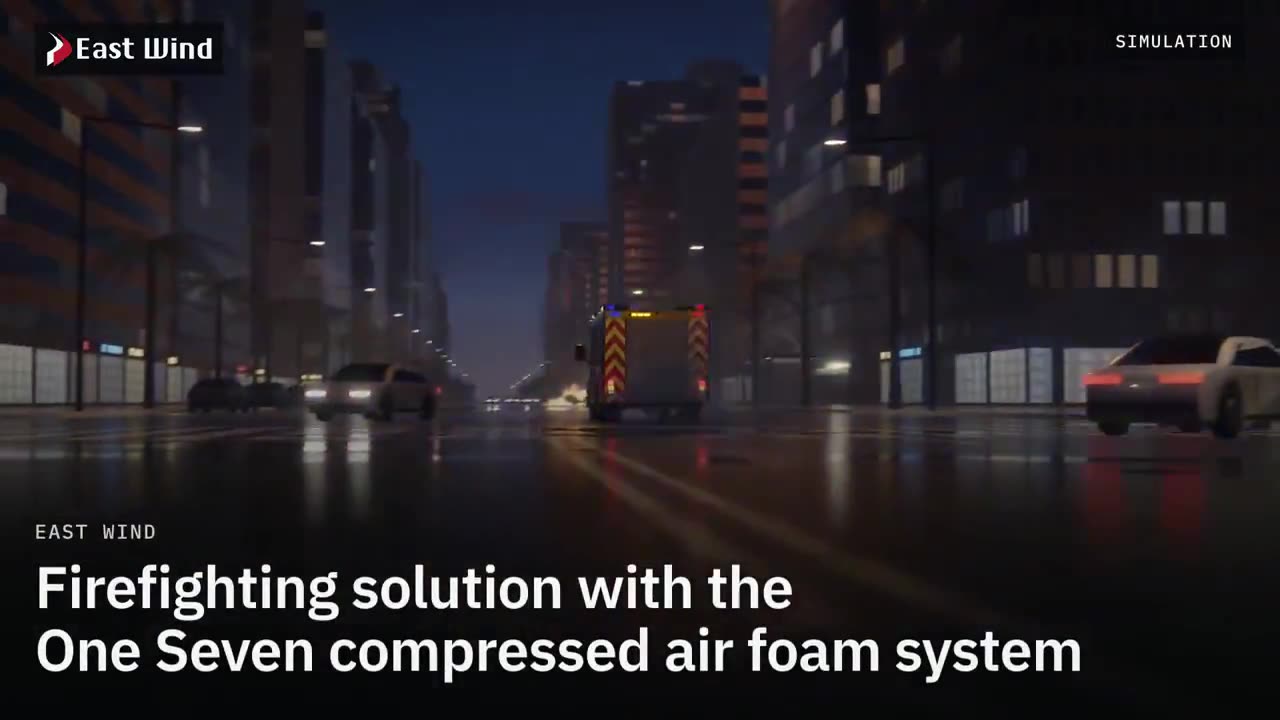 East Wind
SIMULATION
EAST WIND
Firefighting solution with the
One Seven compressed air foam system